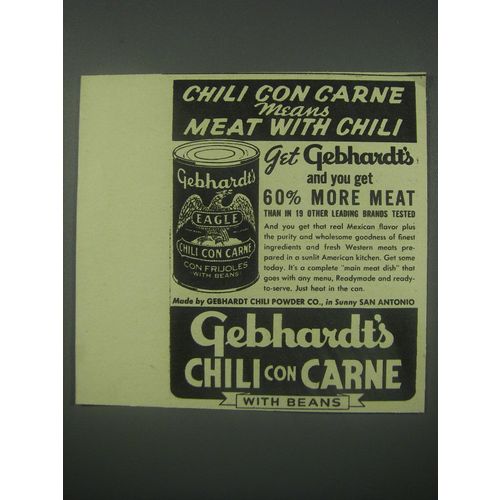 CHILI CON CARNE
Means
MEAT WITH CHILI
Get Gebhardt's
and you get
60% MORE MEAT
THAN IN 19 OTHER LEADING BRANDS TESTED
And you get that real Mexican flavor plus
the purity and wholesome goodness of finest
ingredients and fresh Western meats pre-
pared in a sunlit American kitchen. Get some
today. It's a complete "main meat dish" that
goes with any menu, Readymade and ready-
to-serve. Just heat in the can.
Gebhardt's
EAGLE
CHILI CON CARNE
CON FRIJOLES
WITH BEANS
Made by GEBHARDT CHILI POWDER CO., in Sunny SAN ANTONIO
Gebhardt's
CHILI CON CARNE
WITH BEANS